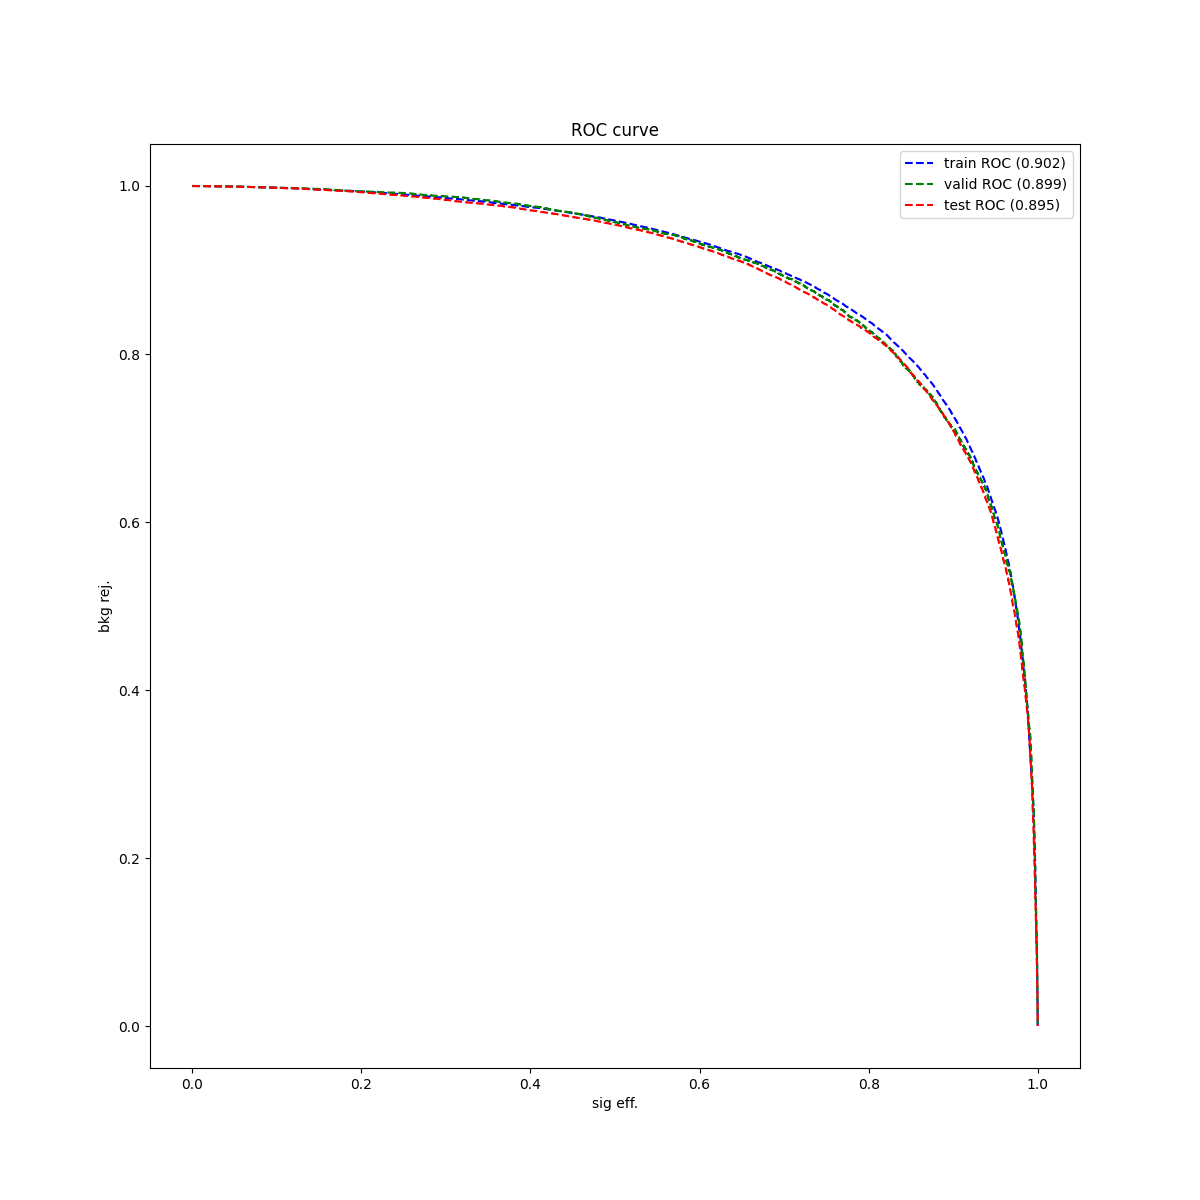 ROC curve
train ROC (0.902)
valid ROC (0.899)
test ROC (0.895)
1.0
0.8
0.6
0.4
0.2
0.0
bkg rej.
0.0 0.2 0.4 0.6 0.8 1.0
sig eff.